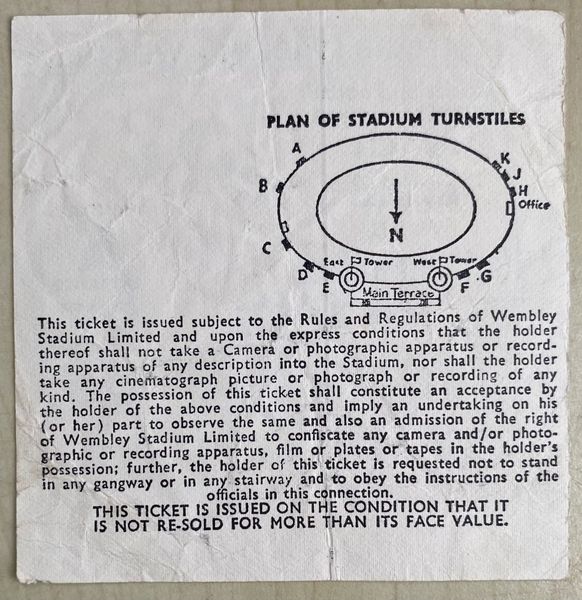 PLAN OF STADIUM TURNSTILES
A
K
J
B
H
Office
N
C
East Tower
West Tower
D
G
E
F
Main Terrace
This ticket is issued subject to the Rules and Regulations of Wembley
Stadium Limited and upon the express conditions that the holder
thereof shall not take a Camera or photographic apparatus or record-
ing apparatus of any description into the Stadium, nor shall the holder
take any cinematograph picture or photograph or recording of any
kind. The possession of this ticket shall constitute an acceptance by
the holder of the above conditions and imply an undertaking on his
(or her) part to observe the same and also an admission of the right
of Wembley Stadium Limited to confiscate any camera and/or photo-
graphic or recording apparatus, film or plates or tapes in the holder's
possession; further, the holder of this ticket is requested not to stand
in any gangway or in any stairway and to obey the instructions of the
officials in this connection.
THIS TICKET IS ISSUED ON THE CONDITION THAT IT
IS NOT RE-SOLD FOR MORE THAN ITS FACE VALUE.